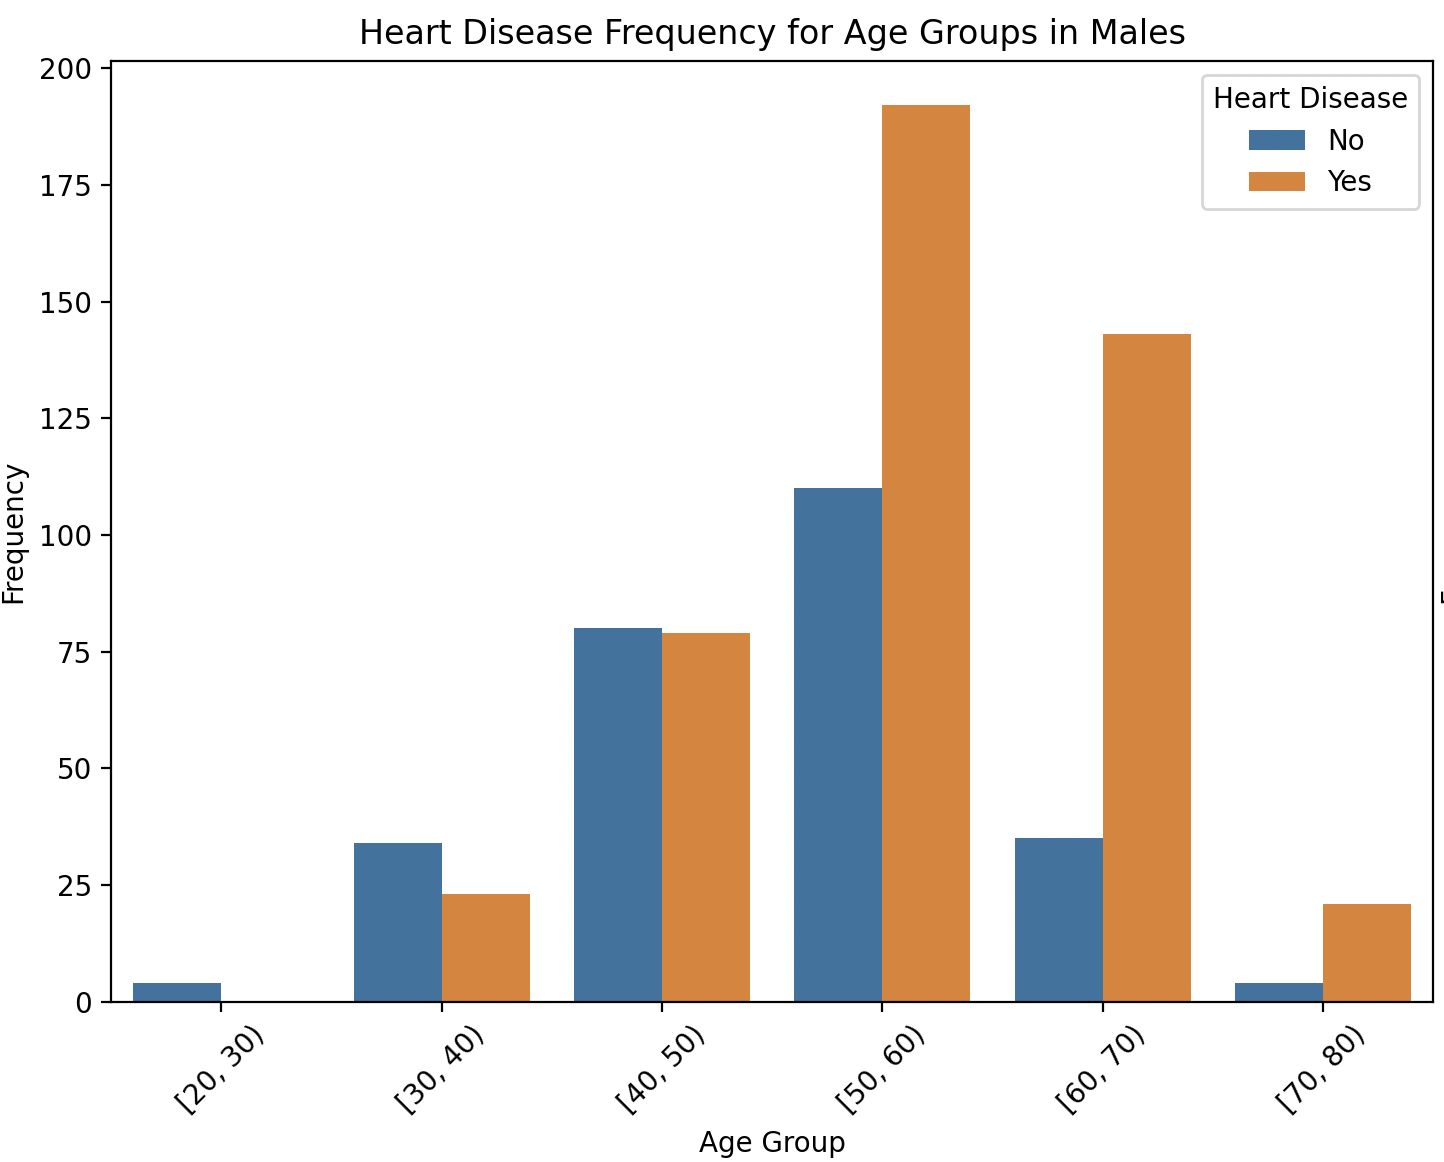 Heart Disease Frequency for Age Groups in Males
Heart Disease
No
Yes
200
175
150
125
100
75
50
25
0
Frequency
[20, 30)
[30, 40)
[40, 50)
[50, 60)
[60, 70)
[70, 80)
Age Group